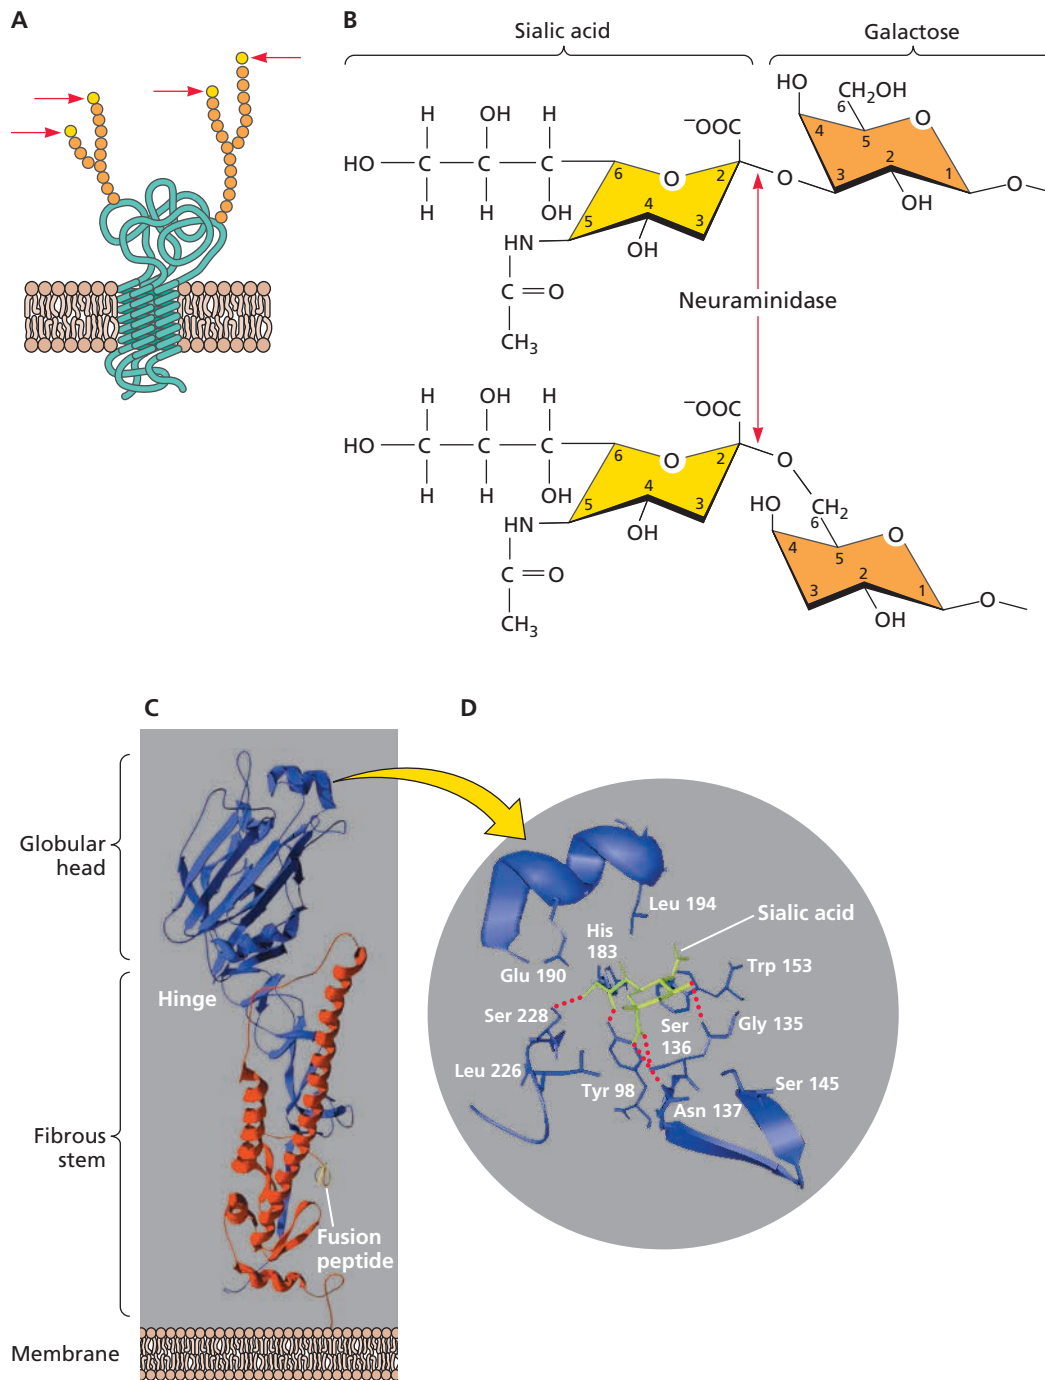 A
B
Sialic acid
Galactose
H
OH
H
HO
C
C
C
H
H
OH
6
O
2
5
4
3
OH
HN
C=O
CH3
⁻OOC
O
HO
6
CH2OH
O
4
5
3
2
1
OH
O
Neuraminidase
H
OH
H
HO
C
C
C
H
H
OH
6
O
2
5
4
3
OH
HN
C=O
CH3
⁻OOC
O
HO
CH2
6
O
4
5
3
2
1
OH
O
C
D
Globular
head
Hinge
Fibrous
stem
Fusion
peptide
Membrane
Leu 194
Sialic acid
His
183
Glu 190
Trp 153
Ser 228
Ser
136
Gly 135
Leu 226
Tyr 98
Asn 137
Ser 145